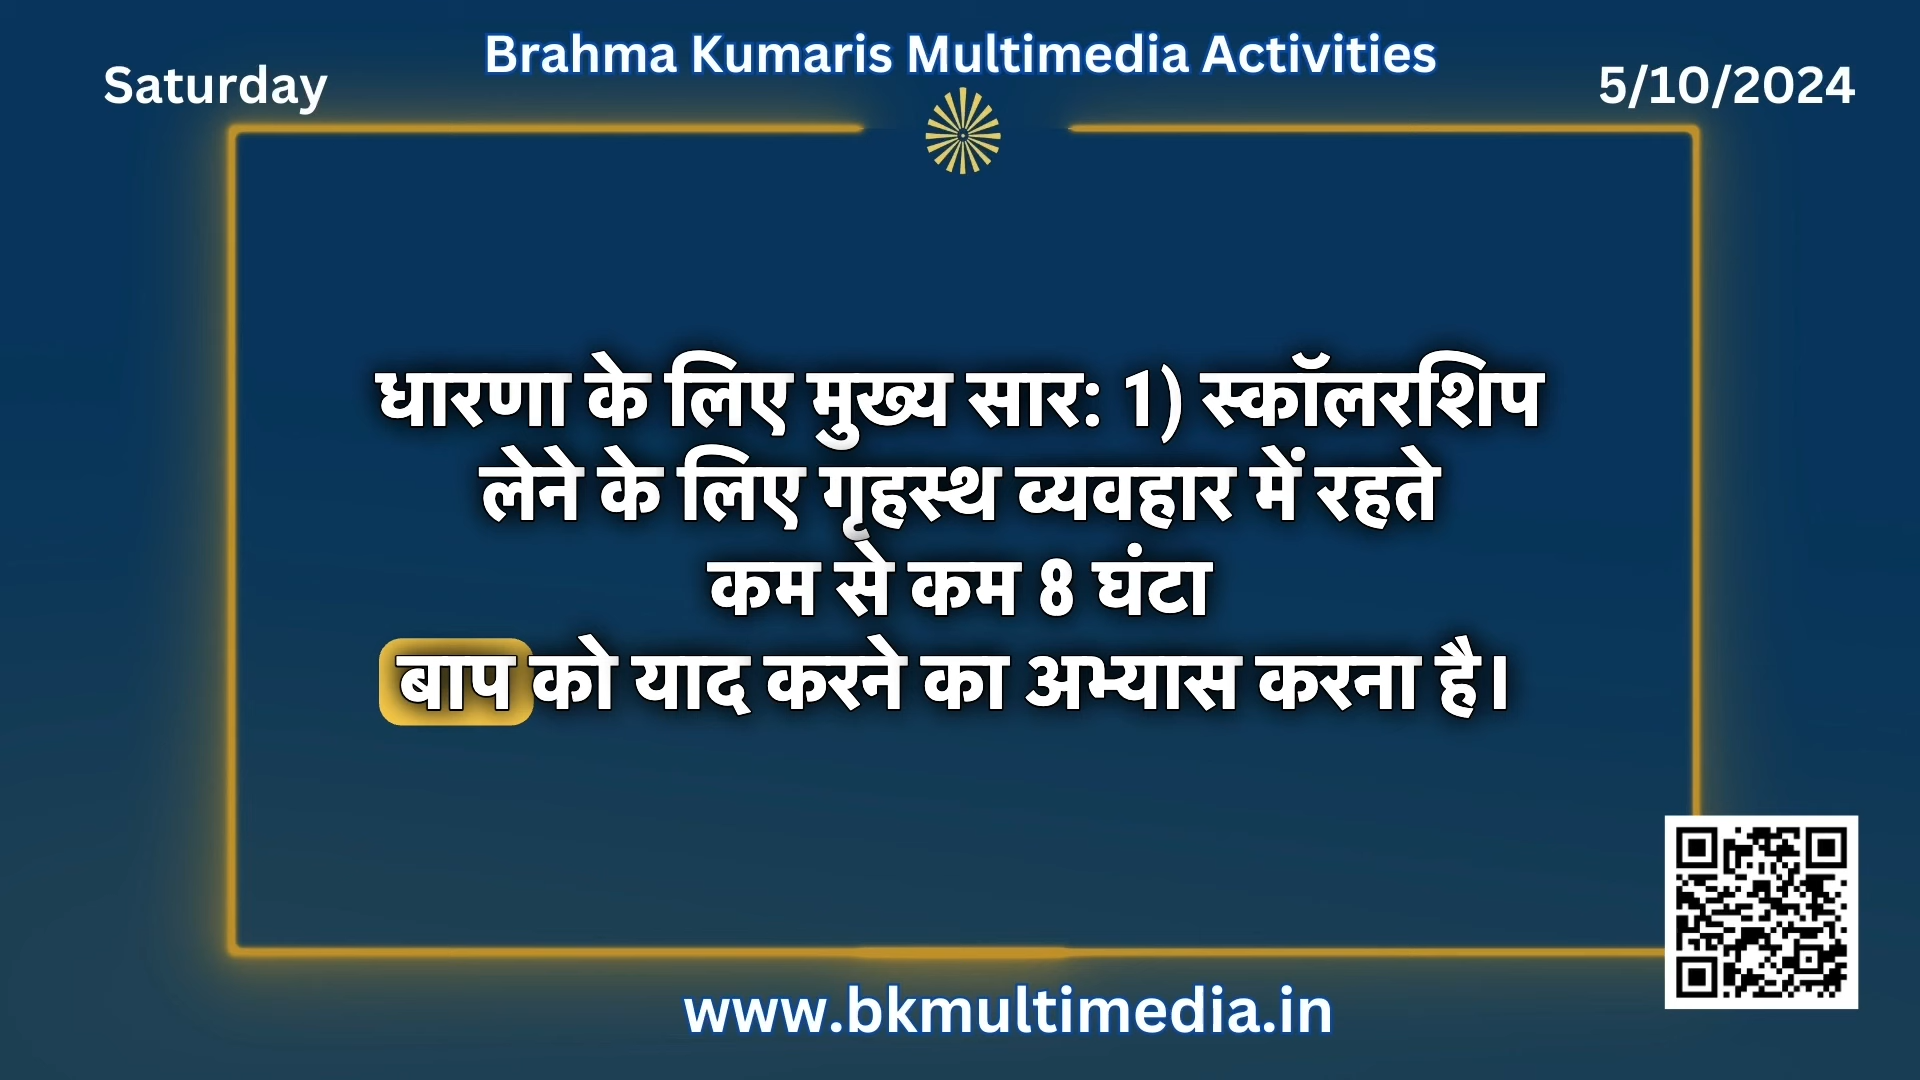 Brahma Kumaris Multimedia Activities
Saturday
5/10/2024
धारणा के लिए मुख्य सार: 1) स्कॉलरशिप
लेने के लिए गृहस्थ व्यवहार में रहते
कम से कम 8 घंटा
बाप को याद करने का अभ्यास करना है।
www.bkmultimedia.in